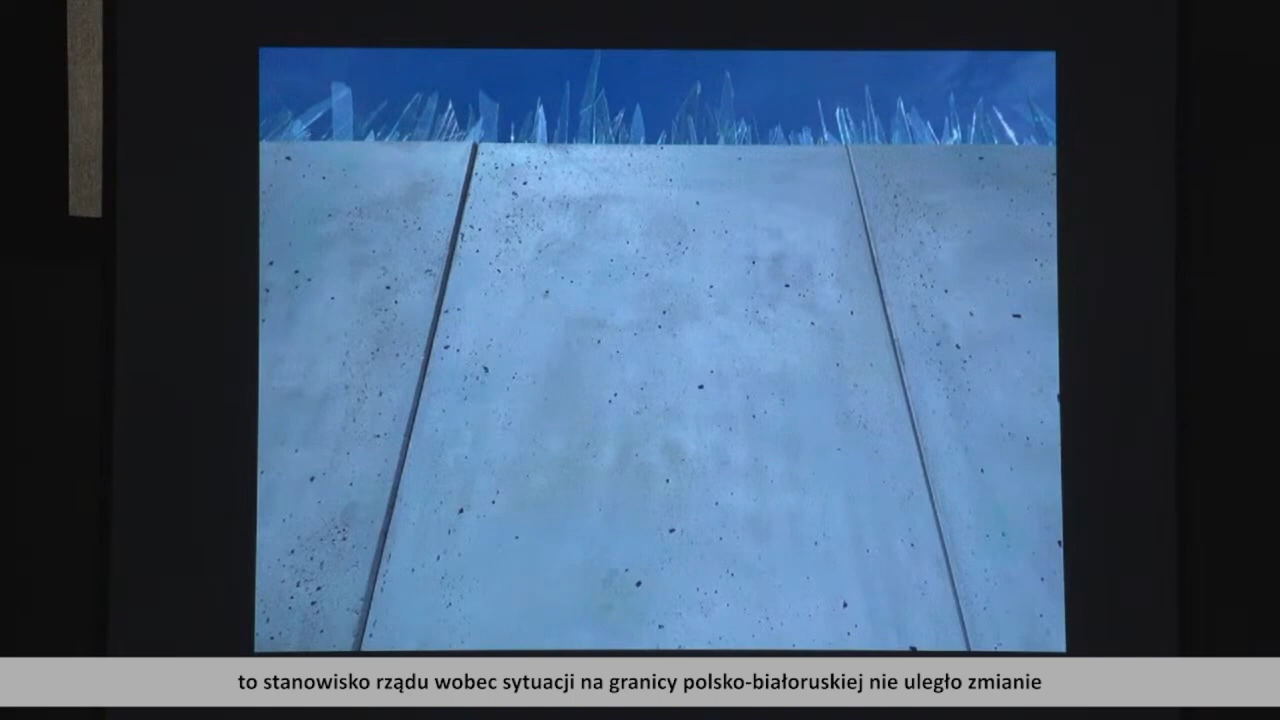 to stanowisko rządu wobec sytuacji na granicy polsko-białoruskiej nie uległo zmianie